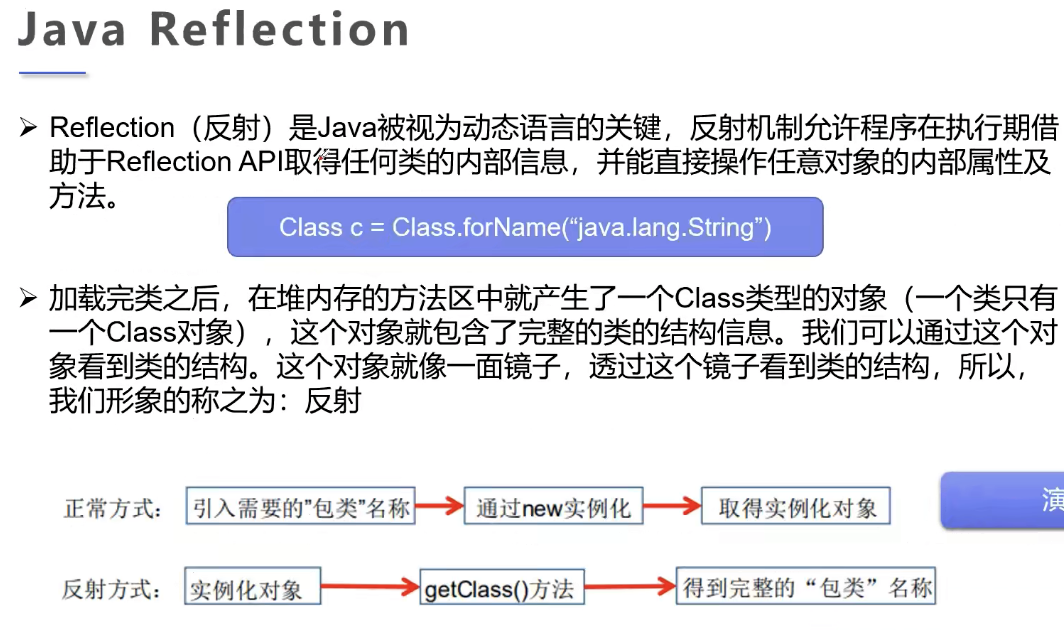 Java Reflection
➢ Reflection（反射）是Java被视为动态语言的关键，反射机制允许程序在执行期借
助于Reflection API取得任何类的内部信息，并能直接操作任意对象的内部属性及
方法。
Class c = Class.forName(“java.lang.String”)
➢ 加载完类之后，在堆内存的方法区中就产生了一个Class类型的对象（一个类只有
一个Class对象），这个对象就包含了完整的类的结构信息。我们可以通过这个对
象看到类的结构。这个对象就像一面镜子，透过这个镜子看到类的结构，所以，
我们形象的称之为：反射
正常方式： 引入需要的”包类”名称 通过new实例化 取得实例化对象
演
反射方式： 实例化对象 getClass()方法 得到完整的“包类”名称